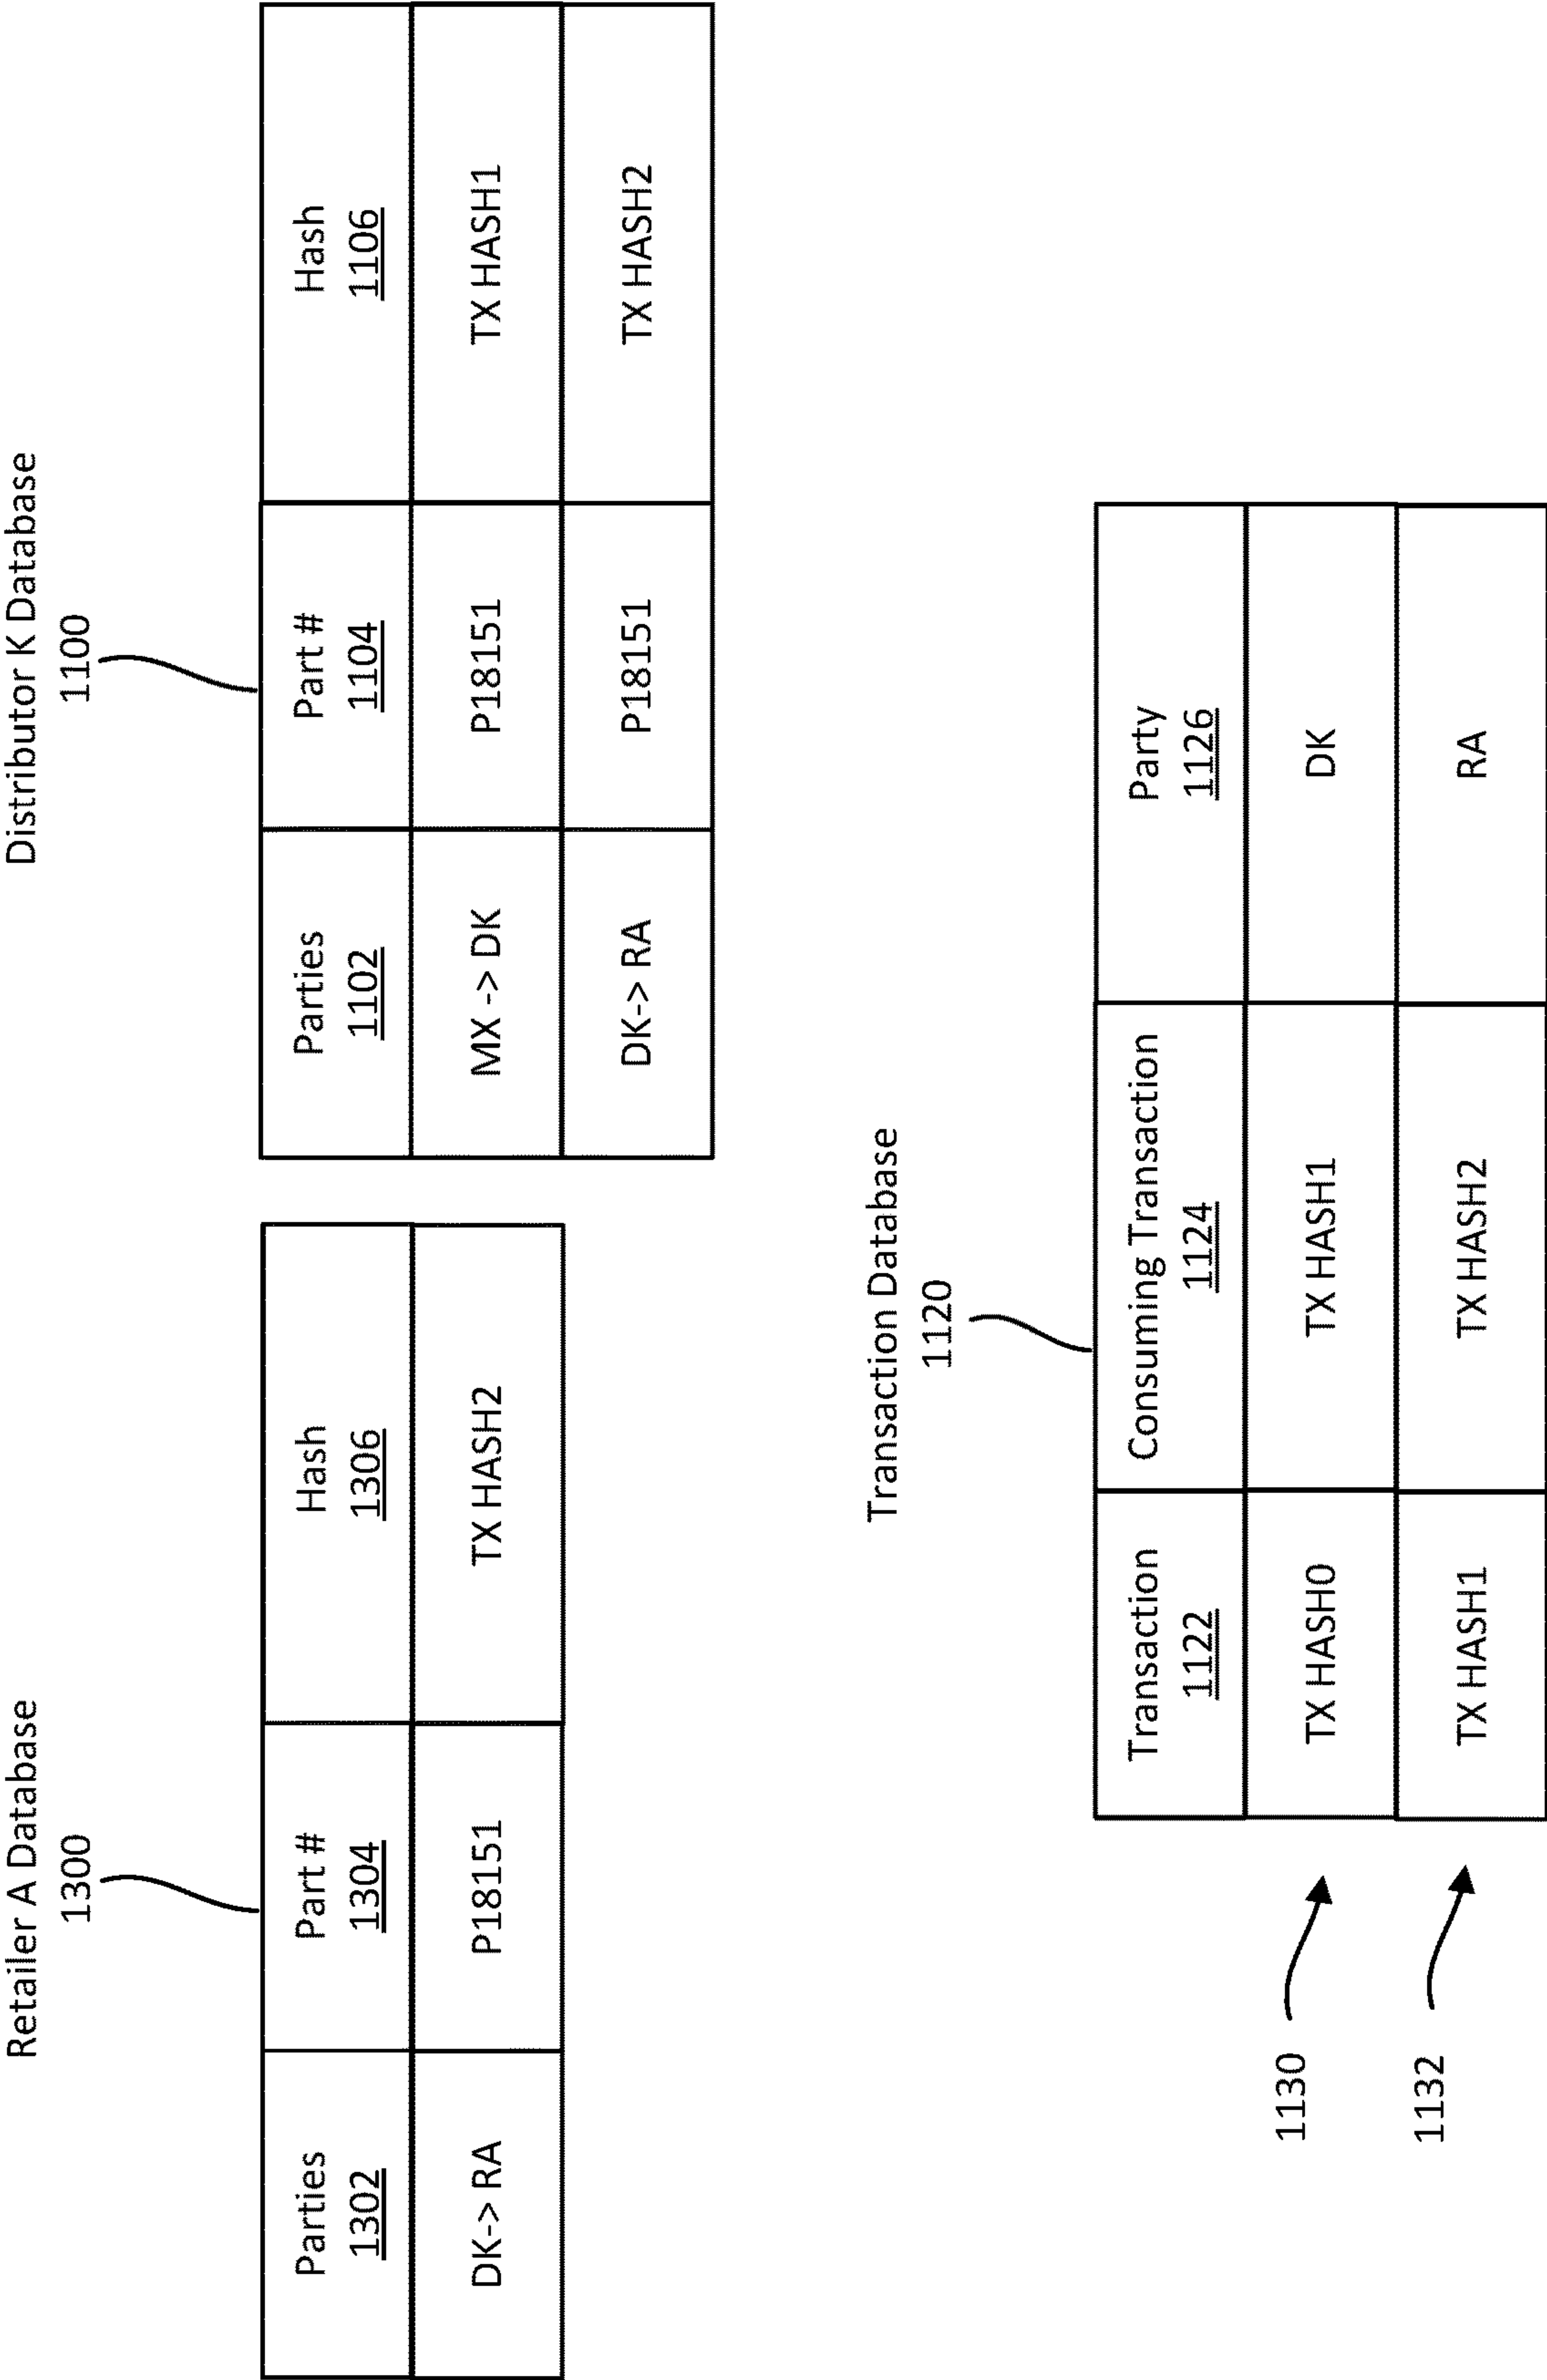 Retailer A Database
1300
Parties
1302
Part #
1304
Hash
1306
DK-> RA
P18151
TX HASH2
Distributor K Database
1100
Parties
1102
Part #
1104
Hash
1106
MX -> DK
P18151
TX HASH1
DK-> RA
P18151
TX HASH2
Transaction Database
1120
Transaction
1122
Consuming Transaction
1124
Party
1126
1130
TX HASH0
TX HASH1
DK
1132
TX HASH1
TX HASH2
RA